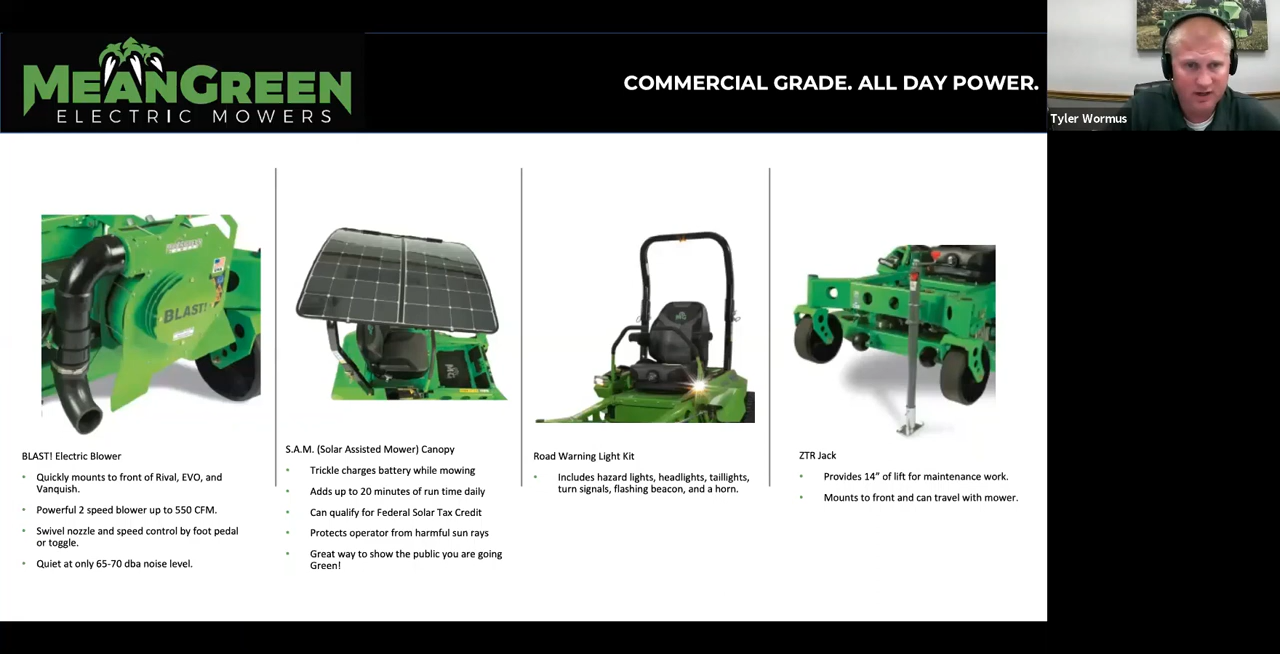 MEANGREEN
ELECTRIC MOWERS
COMMERCIAL GRADE. ALL DAY POWER.
Tyler Wormus
BLAST!
BLAST! Electric Blower
• Quickly mounts to front of Rival, EVO, and
Vanquish.
• Powerful 2 speed blower up to 550 CFM.
• Swivel nozzle and speed control by foot pedal
or toggle.
• Quiet at only 65-70 dba noise level.
S.A.M. (Solar Assisted Mower) Canopy
• Trickle charges battery while mowing
• Adds up to 20 minutes of run time daily
• Can qualify for Federal Solar Tax Credit
• Protects operator from harmful sun rays
• Great way to show the public you are going
Green!
Road Warning Light Kit
• Includes hazard lights, headlights, taillights,
turn signals, flashing beacon, and a horn.
ZTR Jack
• Provides 14” of lift for maintenance work.
• Mounts to front and can travel with mower.